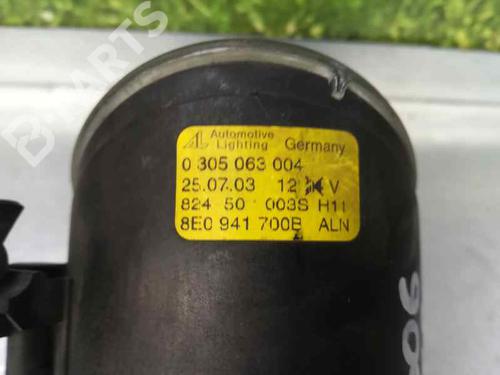 AL Automotive Lighting Germany
0 305 063 004
25.07.03 12 V
824 50 003S H11
8E0 941 700B ALN
B-PARTS